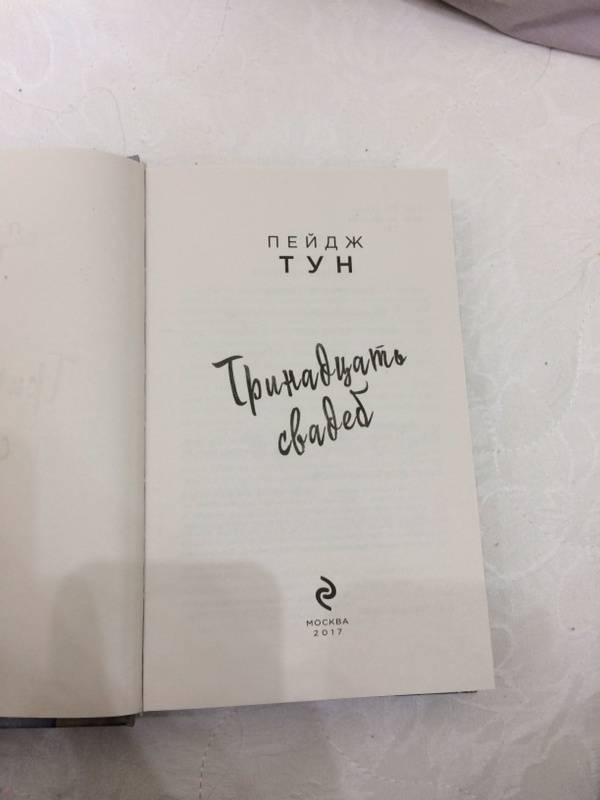 ПЕЙДЖ
ТУН
Тринадцать
свадеб
МОСКВА
2017